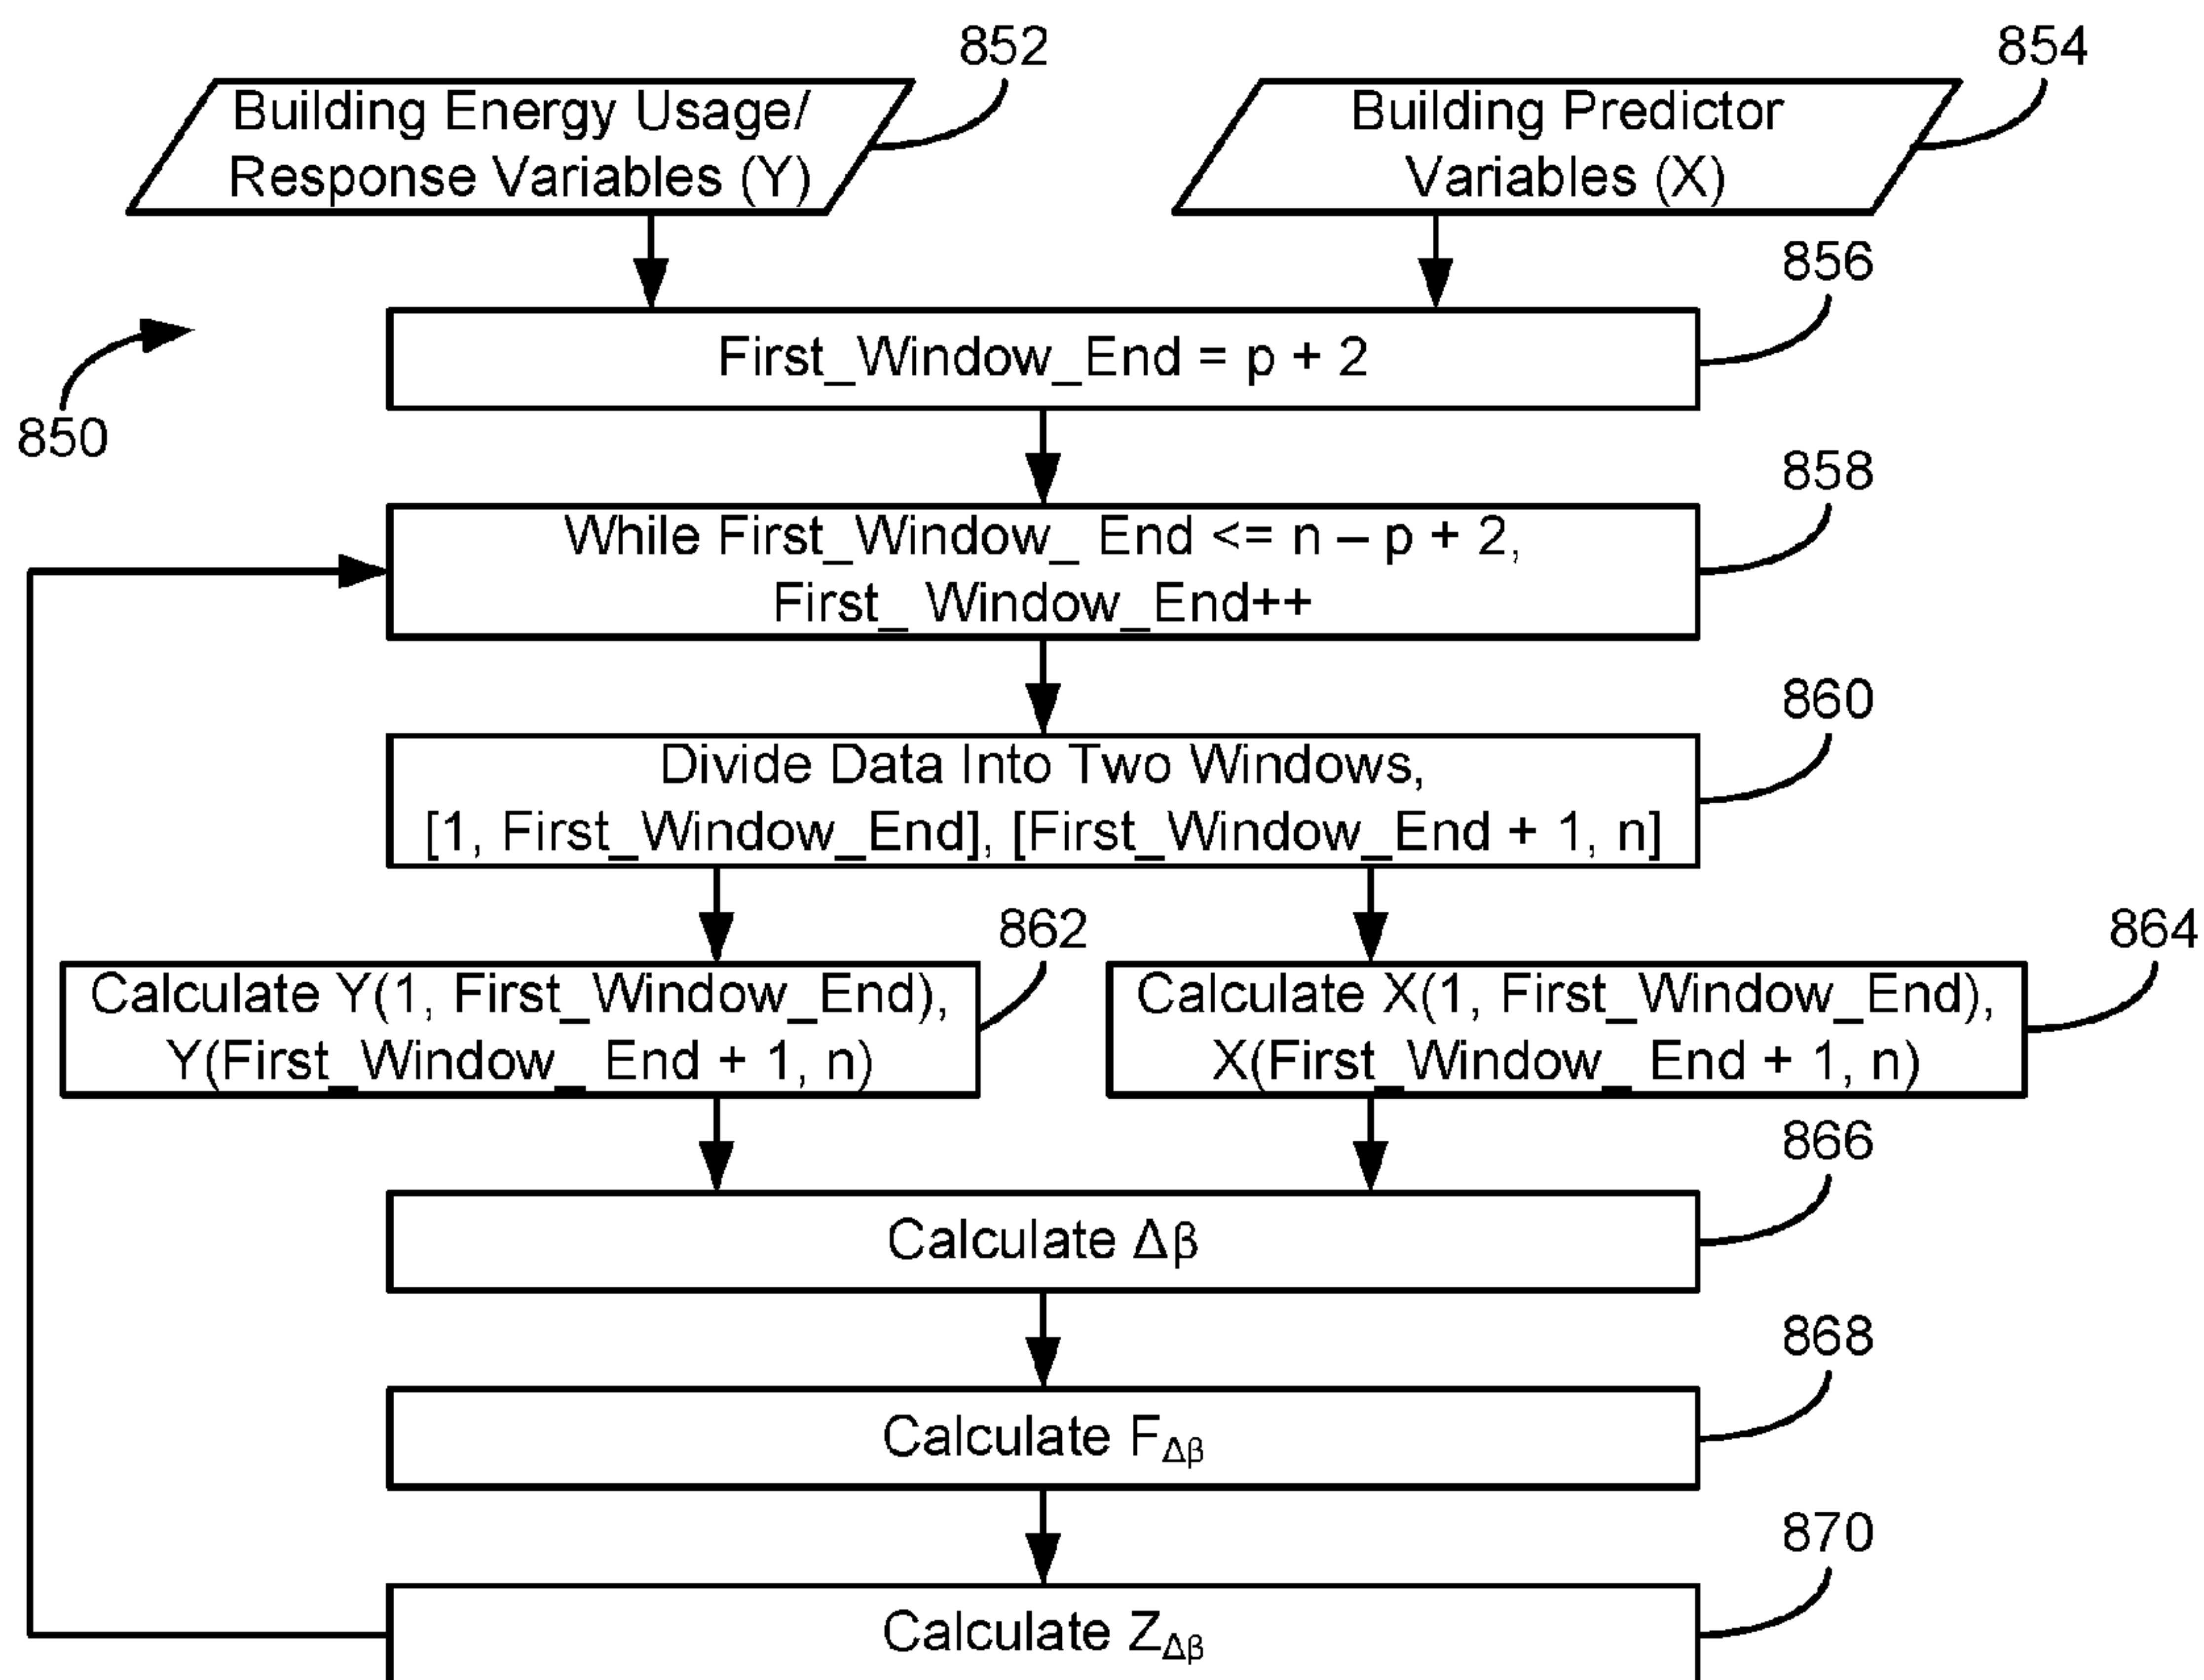 852
854
Building Energy Usage/
Response Variables (Y)
Building Predictor
Variables (X)
856
First_Window_End = p + 2
850
858
While First_Window_ End <= n – p + 2,
First_ Window_End++
860
Divide Data Into Two Windows,
[1, First_Window_End], [First_Window_End + 1, n]
862
864
Calculate Y(1, First_Window_End),
Y(First_Window_ End + 1, n)
Calculate X(1, First_Window_End),
X(First_Window_ End + 1, n)
866
Calculate Δβ
868
Calculate FΔβ
870
Calculate ZΔβ